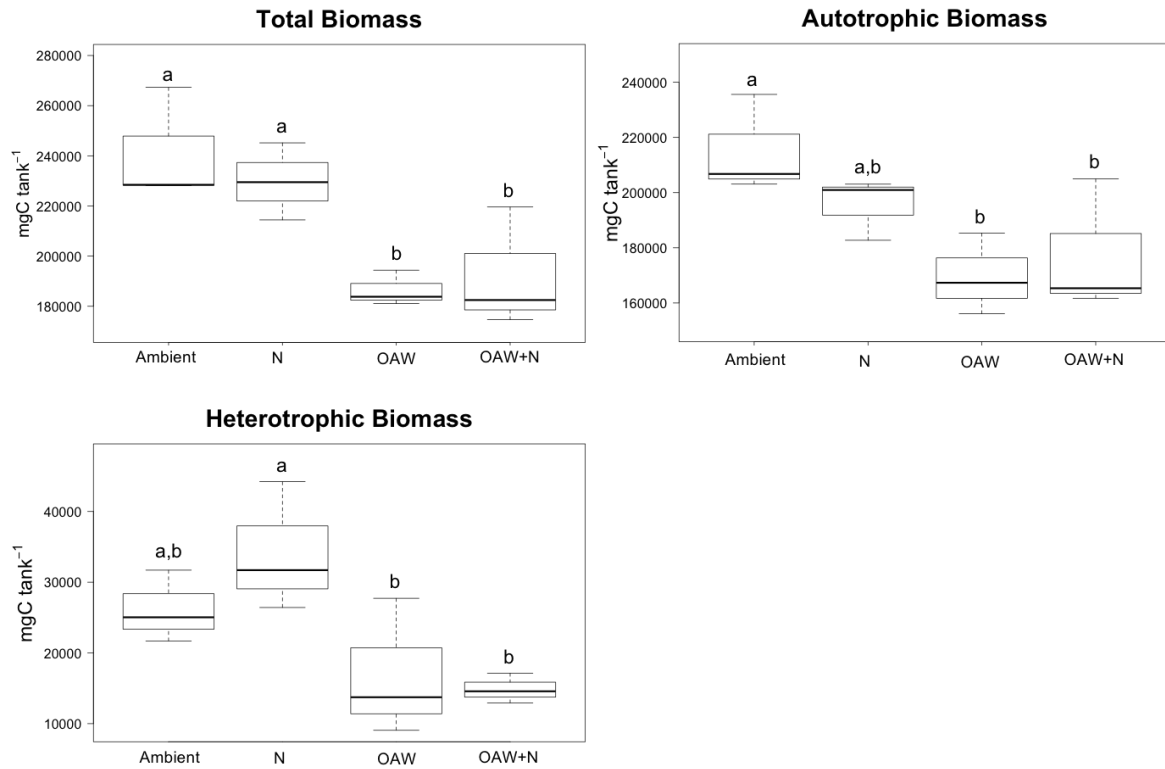 Total Biomass
mgC tank⁻¹
280000
260000
240000
220000
200000
180000
a
a
b
b
Ambient
N
OAW
OAW+N
Autotrophic Biomass
mgC tank⁻¹
240000
220000
200000
180000
160000
a
a,b
b
b
Ambient
N
OAW
OAW+N
Heterotrophic Biomass
mgC tank⁻¹
40000
30000
20000
10000
a,b
a
b
b
Ambient
N
OAW
OAW+N